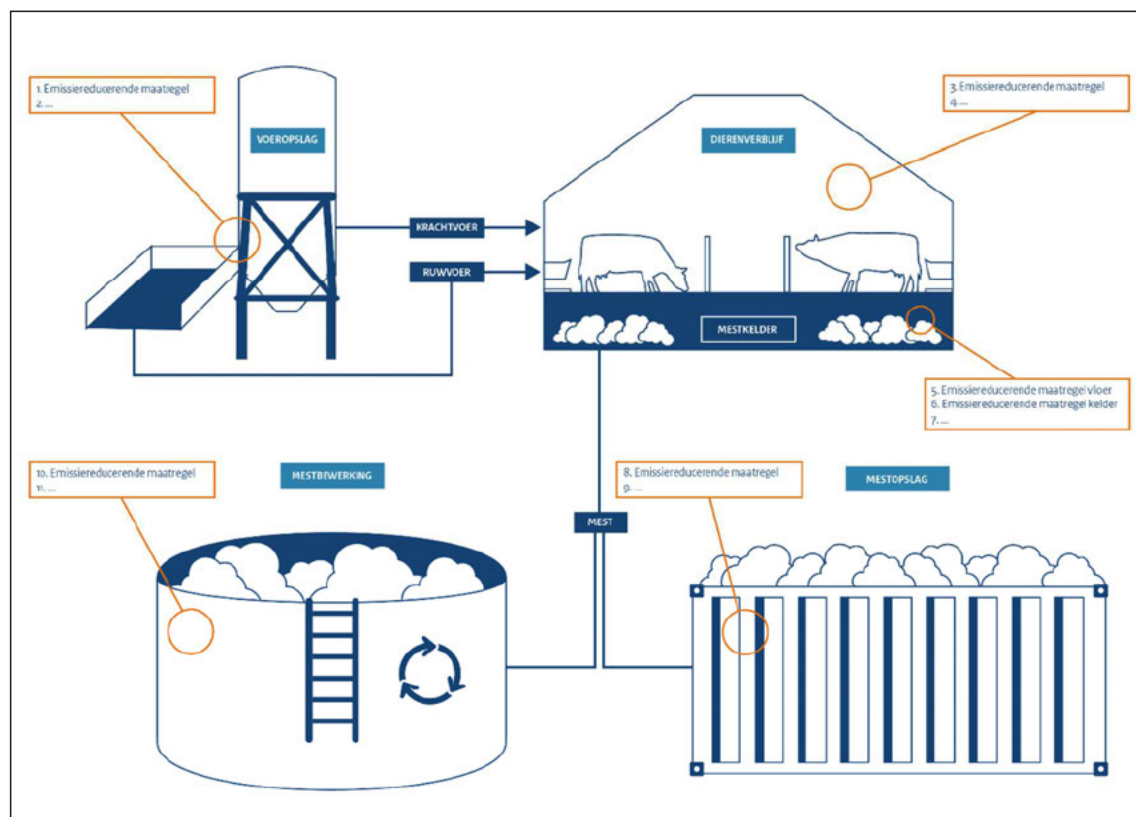 1. Emissiereducerende maatregel
2. ...
VOEROPSLAG
3. Emissiereducerende maatregel
4. ...
DIERENVERBLIJF
KRACHTVOER
RUWVOER
MESTKELDER
5. Emissiereducerende maatregel vloer
6. Emissiereducerende maatregel kelder
7. ...
10. Emissiereducerende maatregel
11. ...
MESTBEWERKING
8. Emissiereducerende maatregel
9. ...
MESTOPSLAG
MEST